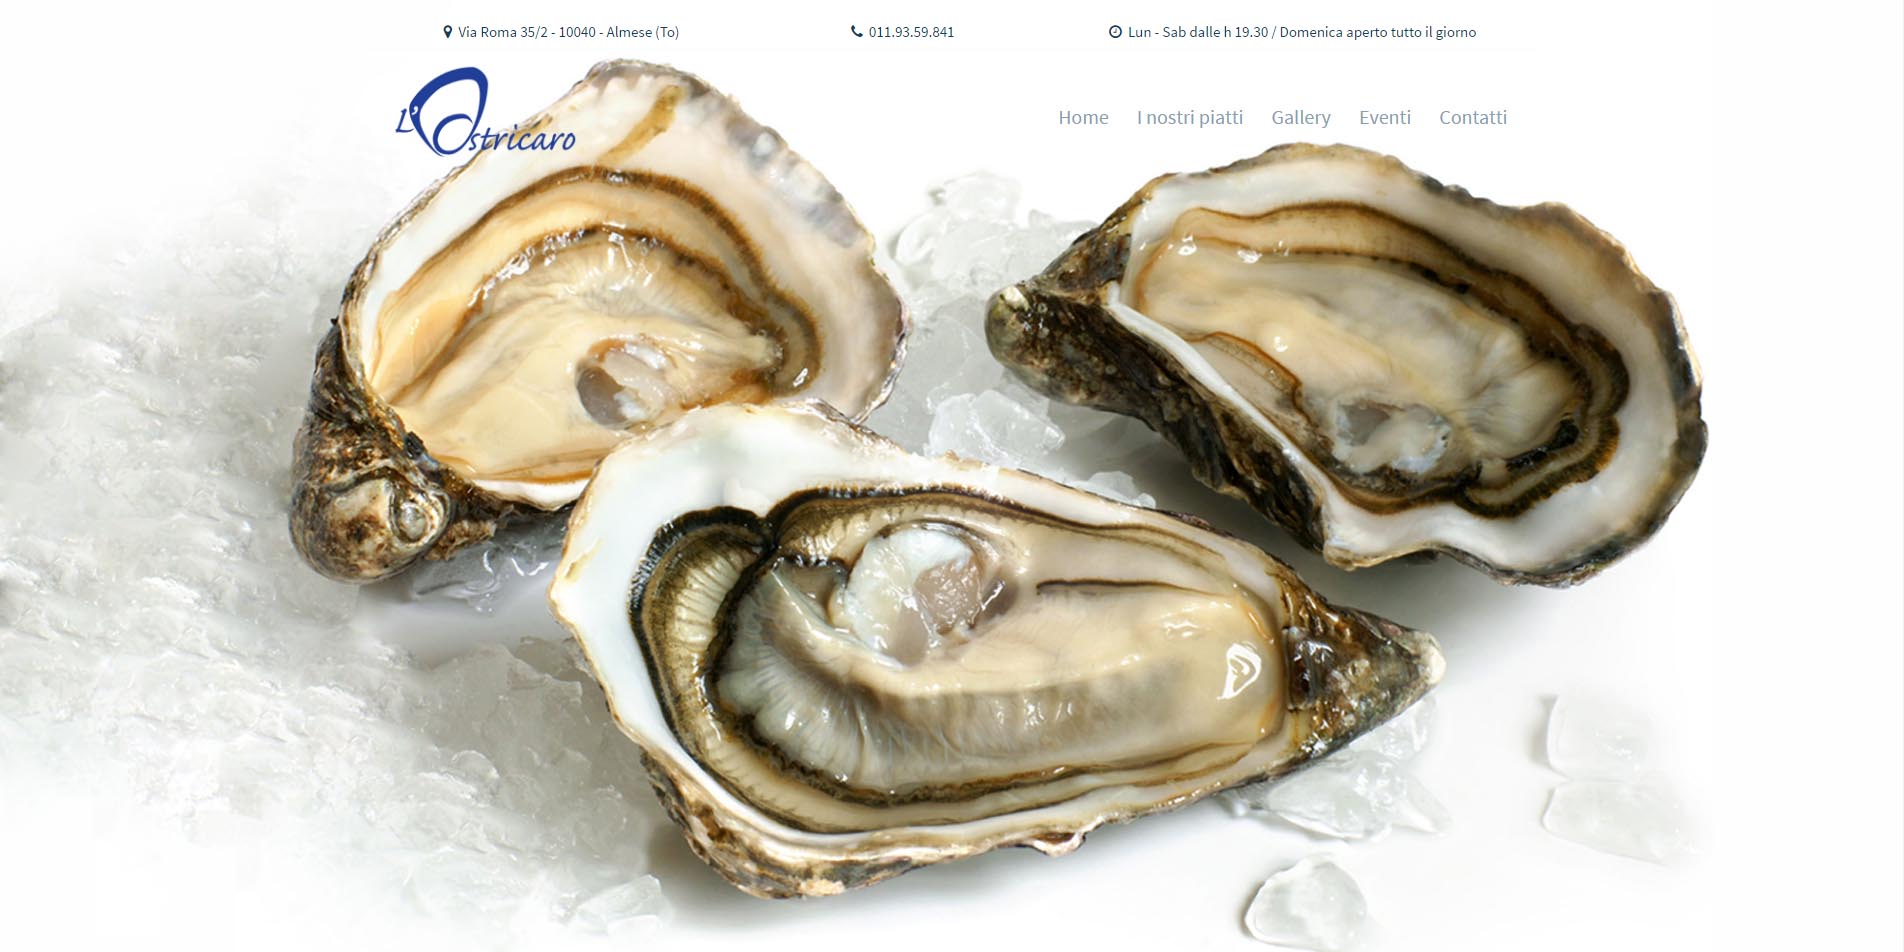 Via Roma 35/2 - 10040 - Almese (To)
011.93.59.841
Lun - Sab dalle h 19.30 / Domenica aperto tutto il giorno
L'Ostricaro
Home
I nostri piatti
Gallery
Eventi
Contatti